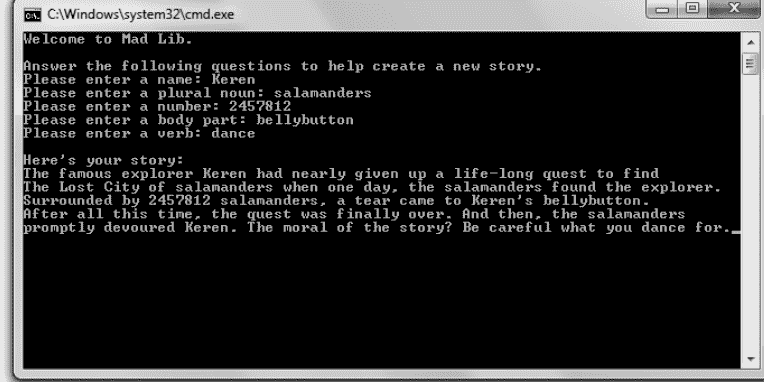 C:\Windows\system32\cmd.exe
Welcome to Mad Lib.
Answer the following questions to help create a new story.
Please enter a name: Keren
Please enter a plural noun: salamanders
Please enter a number: 2457812
Please enter a body part: bellybutton
Please enter a verb: dance
Here's your story:
The famous explorer Keren had nearly given up a life-long quest to find
The Lost City of salamanders when one day, the salamanders found the explorer.
Surrounded by 2457812 salamanders, a tear came to Keren's bellybutton.
After all this time, the quest was finally over. And then, the salamanders
promptly devoured Keren. The moral of the story? Be careful what you dance for.